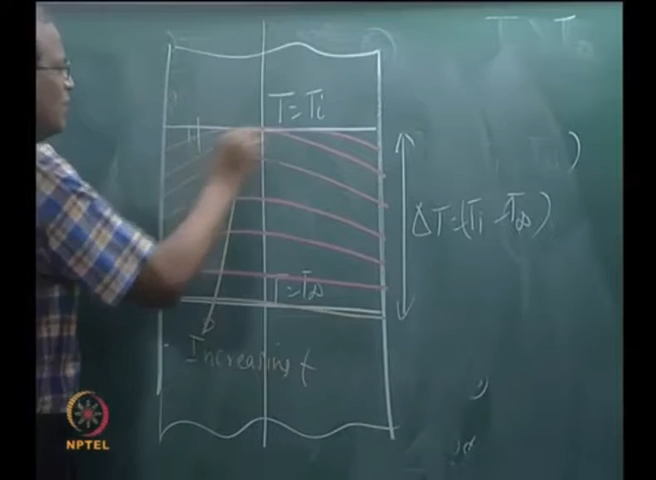 T = Ti
ΔT = (Ti - T∞)
T = T∞
Increasing t
NPTEL